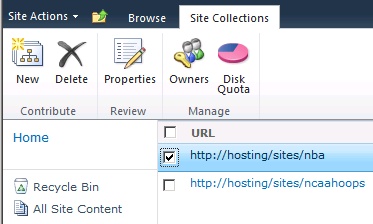 Site Actions Browse Site Collections
New Delete Properties Owners Disk Quota
Contribute Review Manage
Home
URL
http://hosting/sites/nba
http://hosting/sites/ncaahoops
Recycle Bin
All Site Content